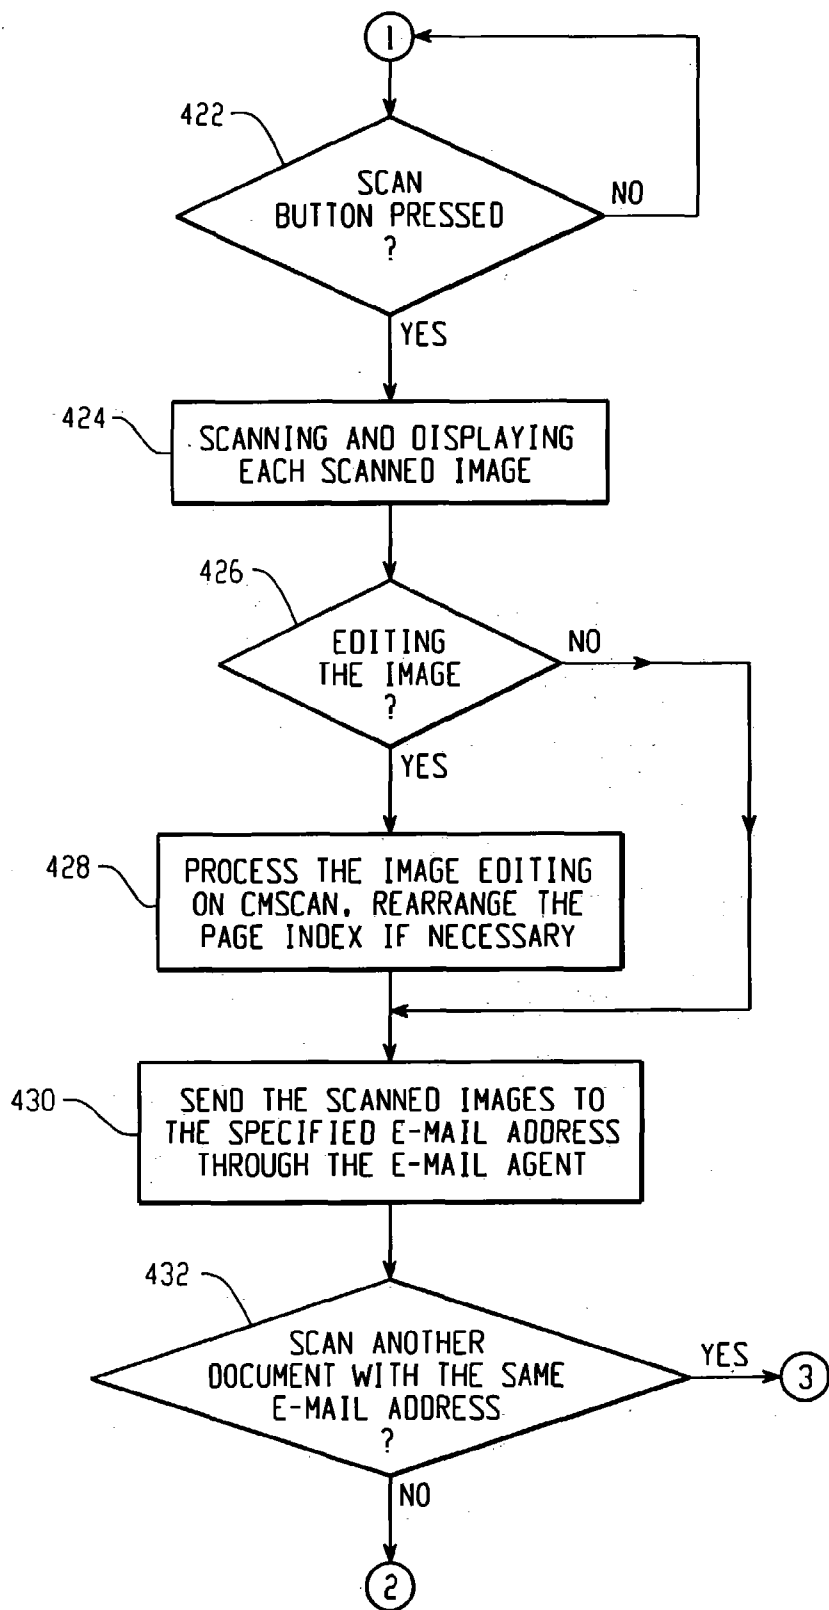 1
422
SCAN
BUTTON PRESSED
?
NO
YES
424
SCANNING AND DISPLAYING
EACH SCANNED IMAGE
426
EDITING
THE IMAGE
?
NO
YES
428
PROCESS THE IMAGE EDITING
ON CMSCAN, REARRANGE THE
PAGE INDEX IF NECESSARY
430
SEND THE SCANNED IMAGES TO
THE SPECIFIED E-MAIL ADDRESS
THROUGH THE E-MAIL AGENT
432
SCAN ANOTHER
DOCUMENT WITH THE SAME
E-MAIL ADDRESS
?
YES
3
NO
2